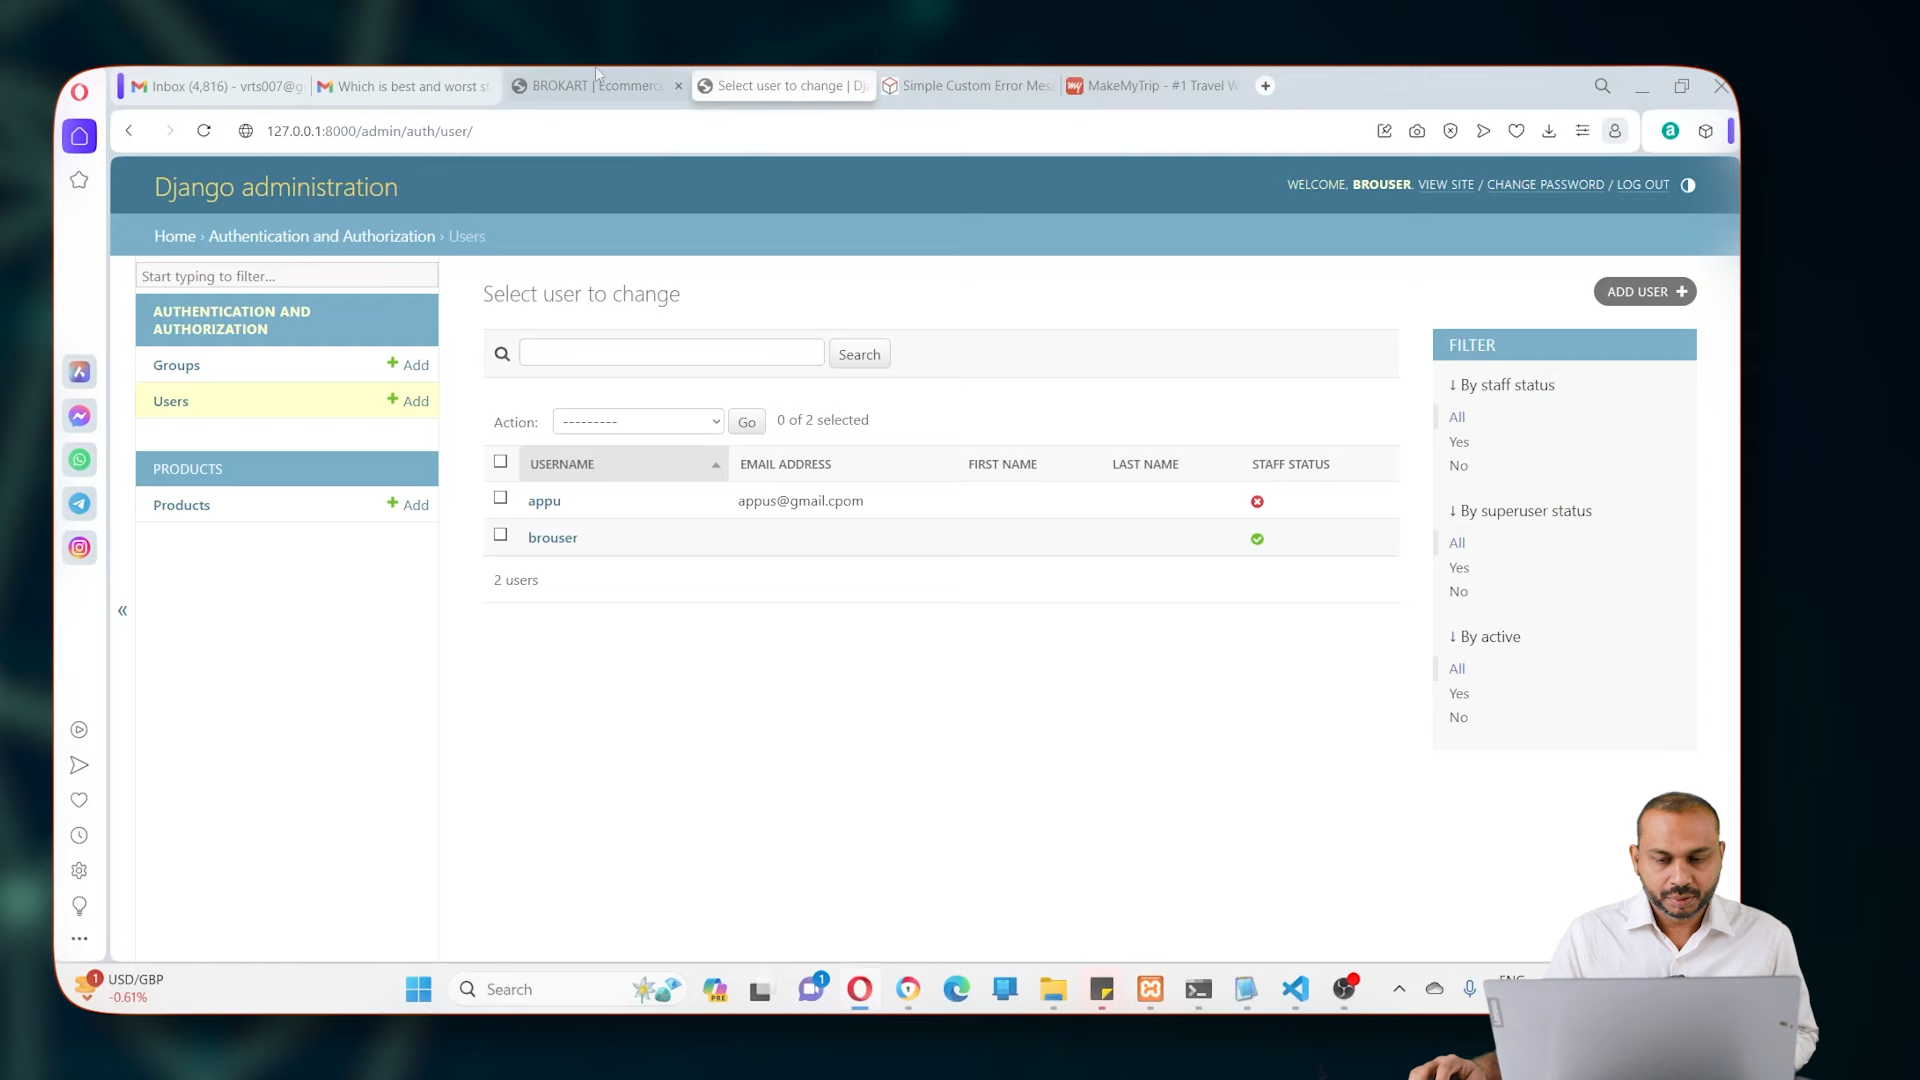 Inbox (4,816) - vrts007@g
Which is best and worst st
BROKART | Ecommerc
Select user to change | Dj
Simple Custom Error Mes
MakeMyTrip - #1 Travel W
127.0.0.1:8000/admin/auth/user/
Django administration
WELCOME, BROUSER. VIEW SITE / CHANGE PASSWORD / LOG OUT
Home › Authentication and Authorization › Users
Start typing to filter...
AUTHENTICATION AND
AUTHORIZATION
Groups
Add
Users
Add
PRODUCTS
Products
Add
«
Select user to change
ADD USER
Search
Action:
---------
Go
0 of 2 selected
USERNAME
EMAIL ADDRESS
FIRST NAME
LAST NAME
STAFF STATUS
appu
appus@gmail.cpom
brouser
2 users
FILTER
↓ By staff status
All
Yes
No
↓ By superuser status
All
Yes
No
↓ By active
All
Yes
No
1
USD/GBP
-0.61%
Search
PRE
1